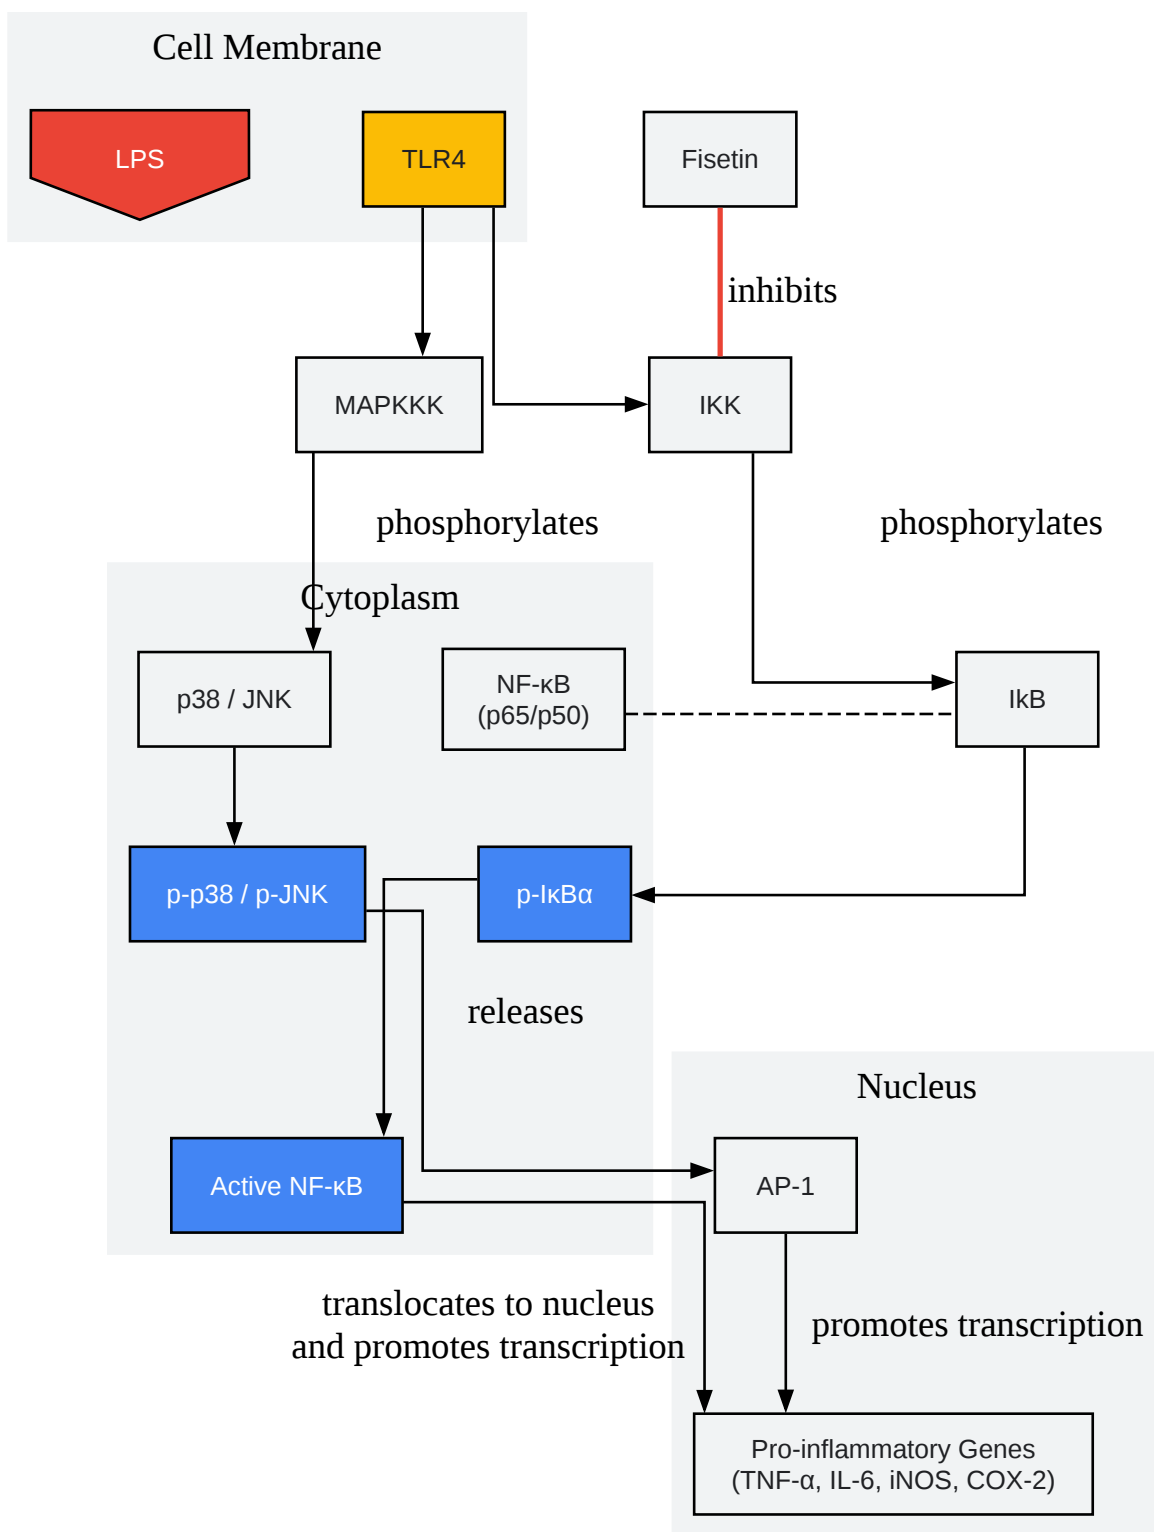 Cell Membrane
LPS
TLR4
Fisetin
inhibits
MAPKKK
IKK
phosphorylates
phosphorylates
Cytoplasm
p38 / JNK
NF-κB
(p65/p50)
IkB
p-p38 / p-JNK
p-IκBα
releases
Nucleus
Active NF-κB
AP-1
translocates to nucleus
and promotes transcription
promotes transcription
Pro-inflammatory Genes
(TNF-α, IL-6, iNOS, COX-2)